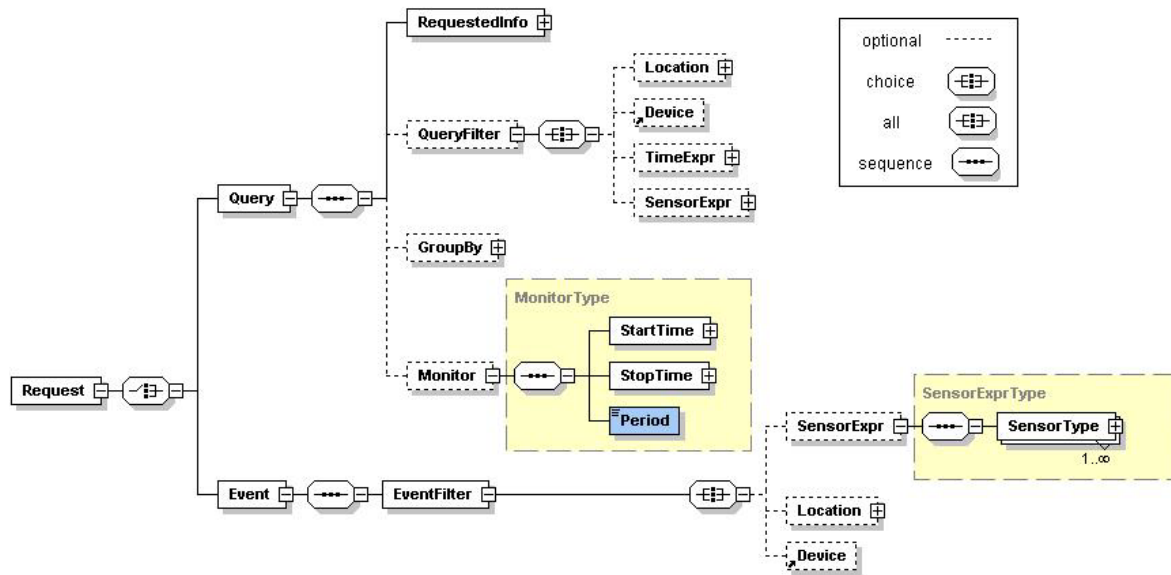 RequestedInfo
optional
Location
choice
Device
all
QueryFilter
TimeExpr
sequence
Query
SensorExpr
GroupBy
MonitorType
StartTime
Request
Monitor
StopTime
SensorExprType
Period
SensorExpr
SensorType
1..∞
Event
EventFilter
Location
Device